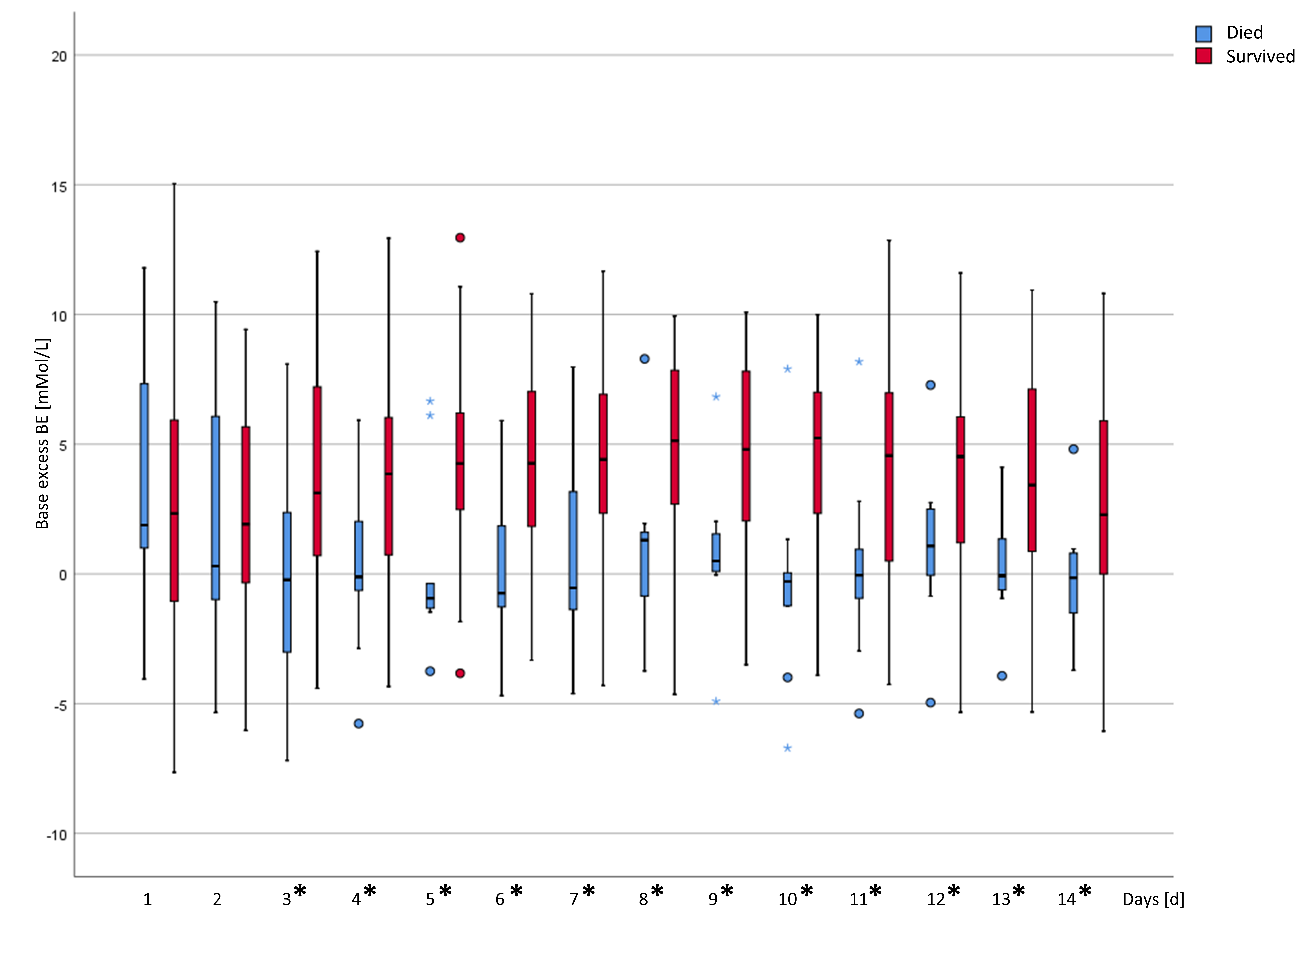 Died
Survived
20
15
10
5
0
-5
-10
Base excess BE [mMol/L]
1 2 3* 4* 5* 6* 7* 8* 9* 10* 11* 12* 13* 14* Days [d]